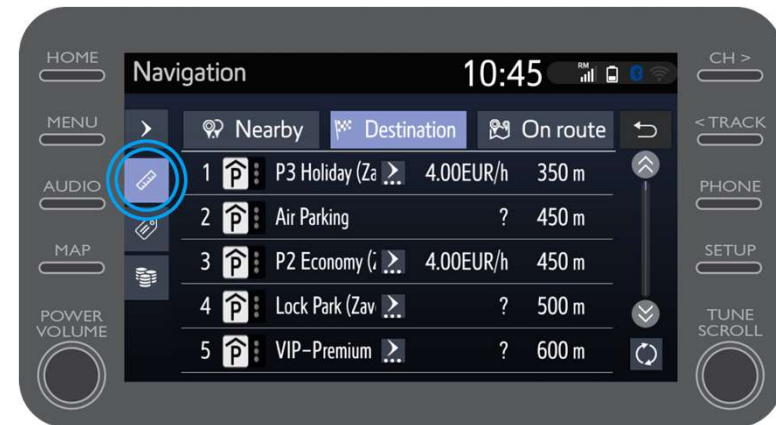 HOME
CH >
Navigation 10:45 RM
MENU
< TRACK
Nearby Destination On route
1 P P3 Holiday (Za 4.00EUR/h 350 m
AUDIO
PHONE
2 P Air Parking ? 450 m
MAP
SETUP
3 P P2 Economy (Z 4.00EUR/h 450 m
4 P Lock Park (Zav ? 500 m
POWER
VOLUME
TUNE
SCROLL
5 P VIP-Premium ? 600 m